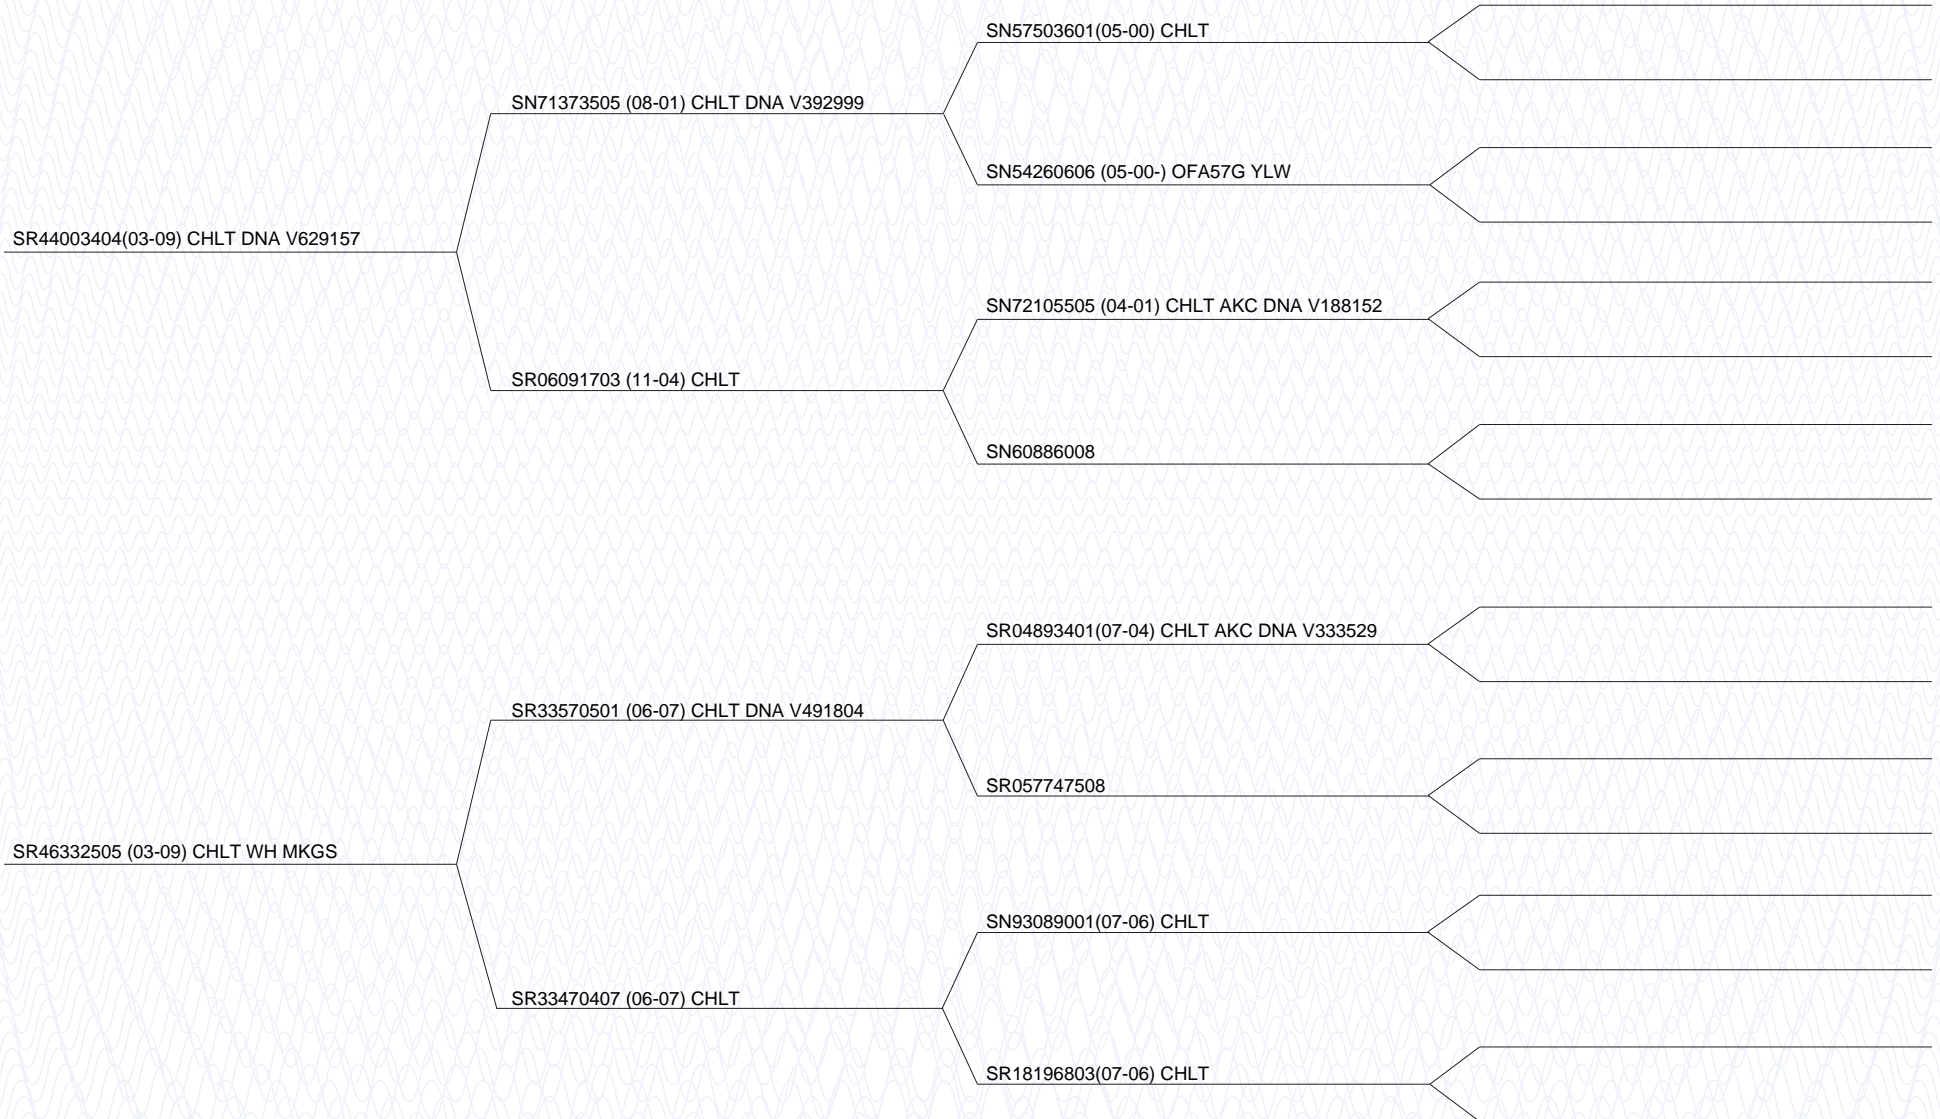 SN57503601(05-00) CHLT
SN71373505 (08-01) CHLT DNA V392999
SN54260606 (05-00-) OFA57G YLW
SR44003404(03-09) CHLT DNA V629157
SN72105505 (04-01) CHLT AKC DNA V188152
SR06091703 (11-04) CHLT
SN60886008
SR04893401(07-04) CHLT AKC DNA V333529
SR33570501 (06-07) CHLT DNA V491804
SR057747508
SR46332505 (03-09) CHLT WH MKGS
SN93089001(07-06) CHLT
SR33470407 (06-07) CHLT
SR18196803(07-06) CHLT